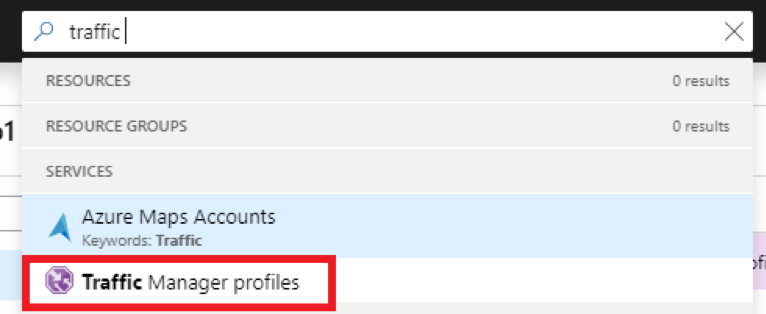 traffic
RESOURCES 0 results
RESOURCE GROUPS 0 results
SERVICES
Azure Maps Accounts
Keywords: Traffic
Traffic Manager profiles